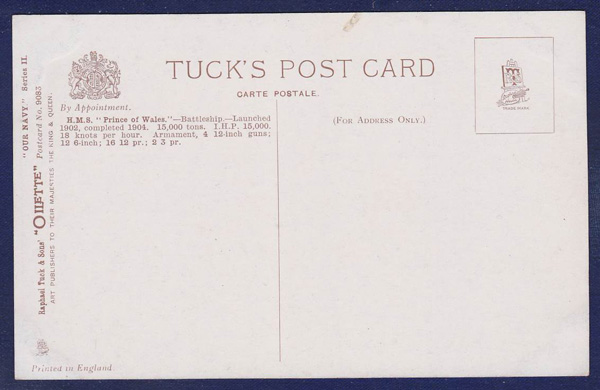 TUCK'S POST CARD
CARTE POSTALE.
By Appointment.
H.M.S. "Prince of Wales."—Battleship.—Launched
1902, completed 1904. 15,000 tons. I.H.P. 15,000.
18 knots per hour. Armament, 4 12-inch guns;
12 6-inch; 16 12 pr.; 2 3 pr.
(FOR ADDRESS ONLY.)
TRADE MARK.
"OUR NAVY." Series II.
Raphael Tuck & Sons' "OILETTE" Postcard No. 9083
ART PUBLISHERS TO THEIR MAJESTIES THE KING & QUEEN.
Printed in England